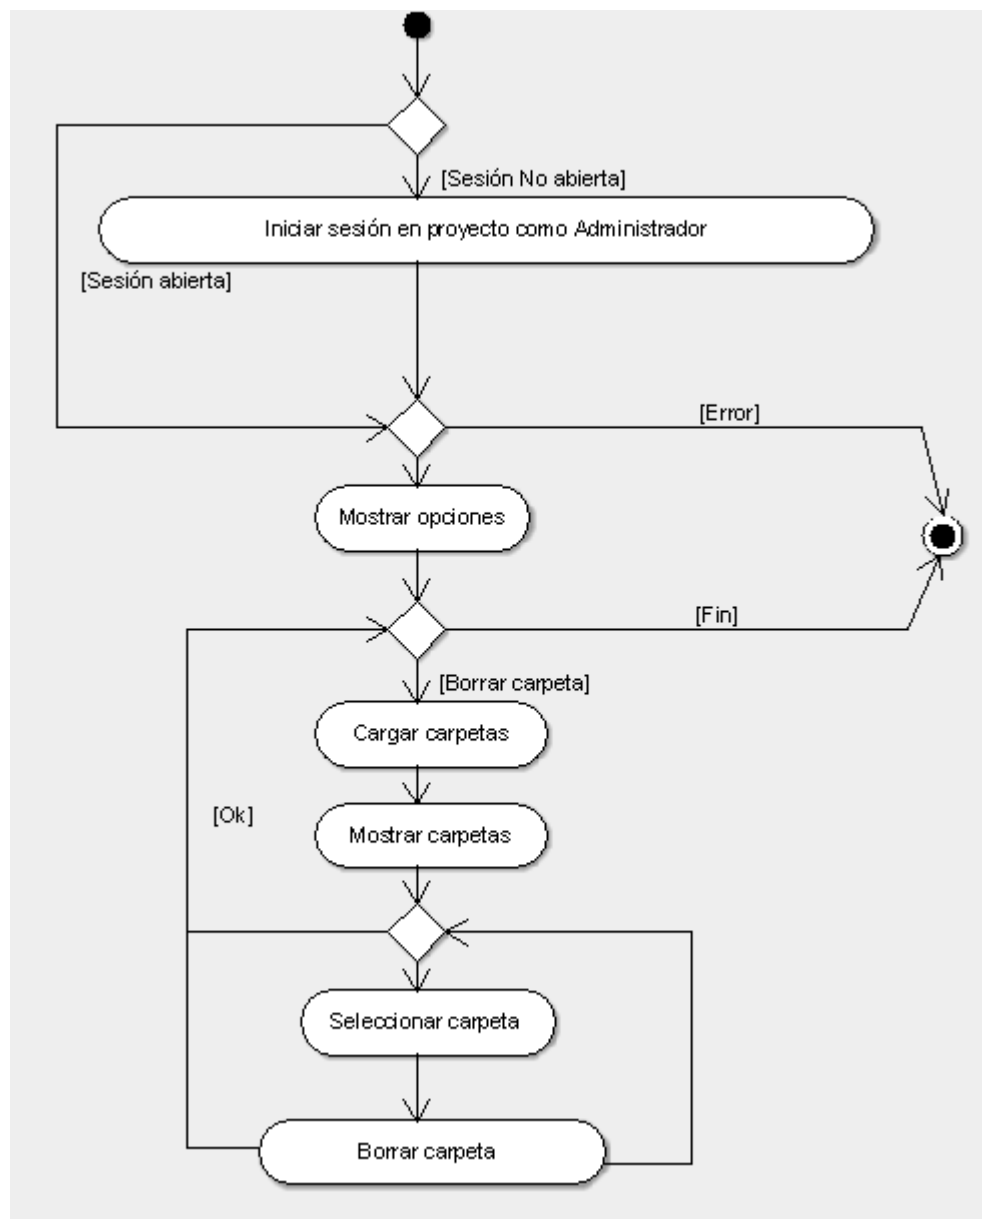 [Sesión No abierta]
Iniciar sesión en proyecto como Administrador
[Sesión abierta]
[Error]
Mostrar opciones
[Fin]
[Borrar carpeta]
Cargar carpetas
[Ok]
Mostrar carpetas
Seleccionar carpeta
Borrar carpeta